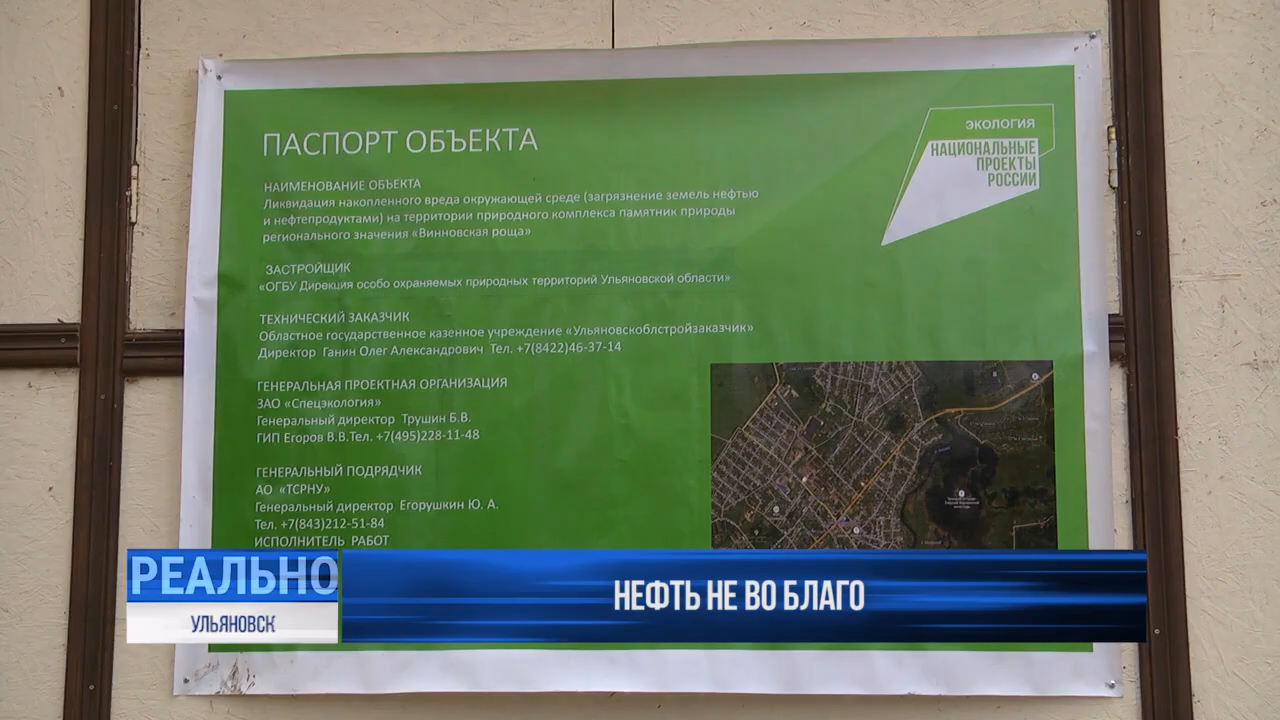 ПАСПОРТ ОБЪЕКТА
ЭКОЛОГИЯ
НАЦИОНАЛЬНЫЕ
ПРОЕКТЫ
РОССИИ
НАИМЕНОВАНИЕ ОБЪЕКТА
Ликвидация накопленного вреда окружающей среде (загрязнение земель нефтью
и нефтепродуктами) на территории природного комплекса памятник природы
регионального значения «Винновская роща»
ЗАСТРОЙЩИК
«ОГБУ Дирекция особо охраняемых природных территорий Ульяновской области»
ТЕХНИЧЕСКИЙ ЗАКАЗЧИК
Областное государственное казенное учреждение «Ульяновскоблстройзаказчик»
Директор Ганин Олег Александрович Тел. +7(8422)46-37-14
ГЕНЕРАЛЬНАЯ ПРОЕКТНАЯ ОРГАНИЗАЦИЯ
ЗАО «Спецэкология»
Генеральный директор Трушин Б.В.
ГИП Егоров В.В.Тел. +7(495)228-11-48
ГЕНЕРАЛЬНЫЙ ПОДРЯДЧИК
АО «ТСРНУ»
Генеральный директор Егорушкин Ю. А.
Тел. +7(843)212-51-84
ИСПОЛНИТЕЛЬ РАБОТ
РЕАЛЬНО
УЛЬЯНОВСК
НЕФТЬ НЕ ВО БЛАГО